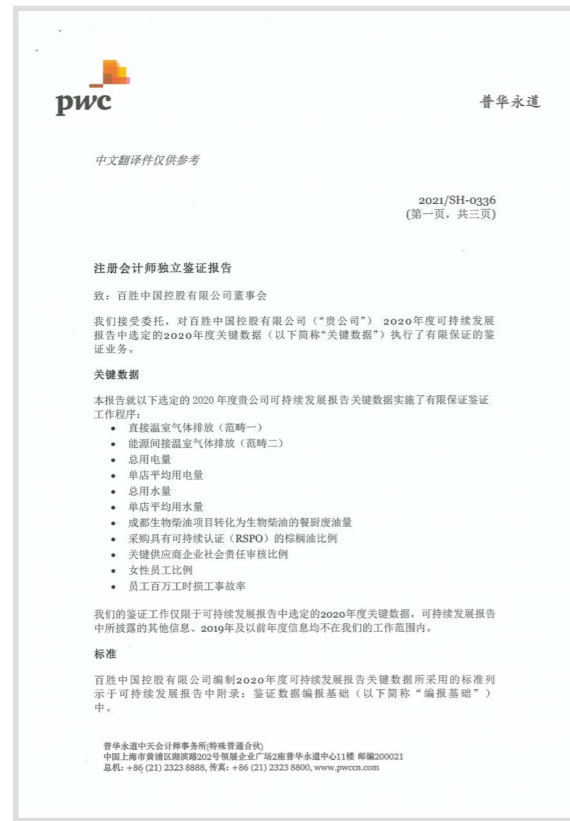 pwc
普华永道
中文翻译件仅供参考
2021/SH-0336
(第一页，共三页)
注册会计师独立鉴证报告
致：百胜中国控股有限公司董事会
我们接受委托，对百胜中国控股有限公司（“贵公司”） 2020年度可持续发展
报告中选定的2020年度关键数据（以下简称“关键数据”）执行了有限保证的鉴
证业务。
关键数据
本报告就以下选定的 2020 年度贵公司可持续发展报告关键数据实施了有限保证鉴证
工作程序：
• 直接温室气体排放（范畴一）
• 能源间接温室气体排放（范畴二）
• 总用电量
• 单店平均用电量
• 总用水量
• 单店平均用水量
• 成都生物柴油项目转化为生物柴油的餐厨废油量
• 采购具有可持续认证（RSPO）的棕榈油比例
• 关键供应商企业社会责任审核比例
• 女性员工比例
• 员工百万工时损工事故率
我们的鉴证工作仅限于可持续发展报告中选定的2020年度关键数据，可持续发展报告
中所披露的其他信息、2019年及以前年度信息均不在我们的工作范围内。
标准
百胜中国控股有限公司编制2020年度可持续发展报告关键数据所采用的标准列
示于可持续发展报告中附录：鉴证数据编报基础（以下简称“编报基础”）
中。
普华永道中天会计师事务所(特殊普通合伙)
中国上海市黄浦区湖滨路202号领展企业广场2座普华永道中心11楼 邮编200021
总机: +86 (21) 2323 8888, 传真: +86 (21) 2323 8800, www.pwccn.com